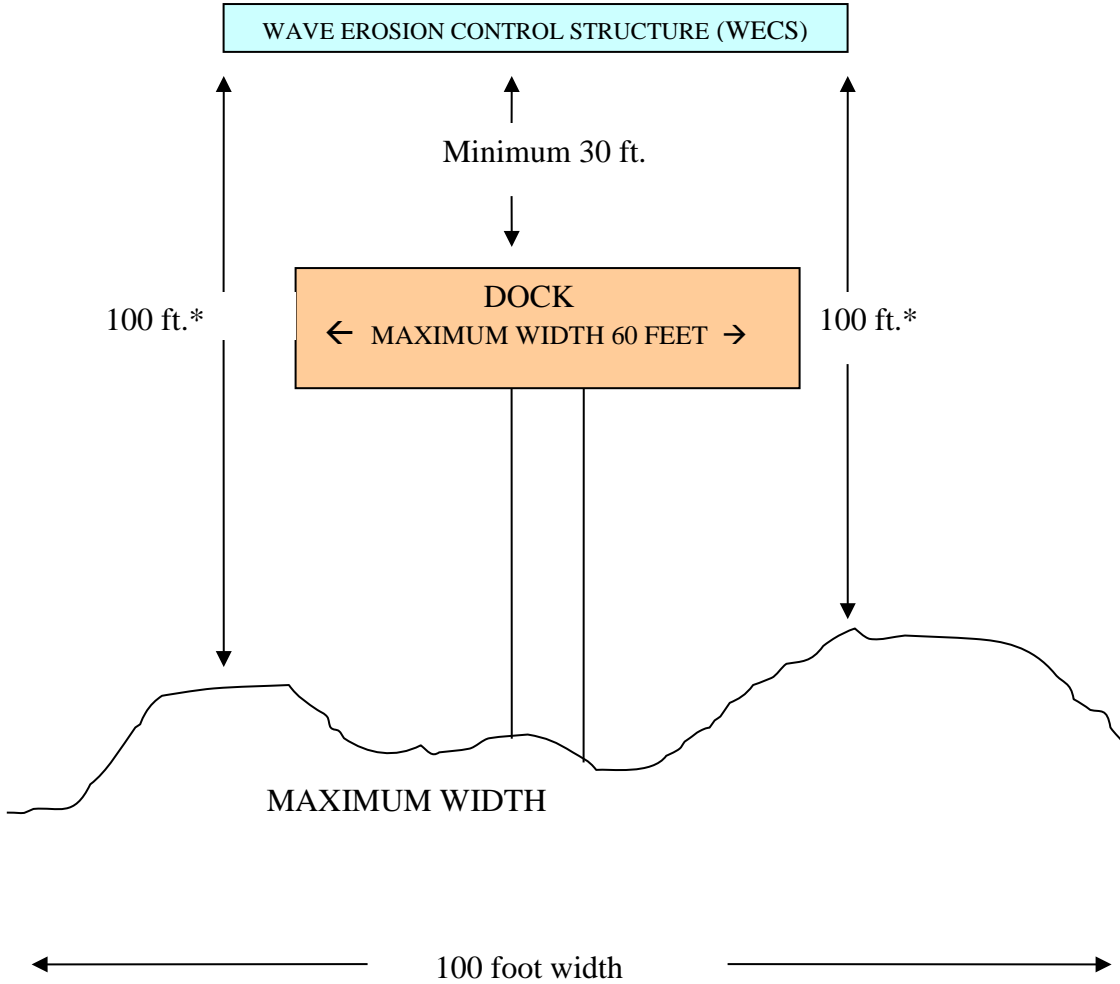 WAVE EROSION CONTROL STRUCTURE (WECS)
Minimum 30 ft.
DOCK
100 ft.*
← MAXIMUM WIDTH 60 FEET →
100 ft.*
MAXIMUM WIDTH
100 foot width